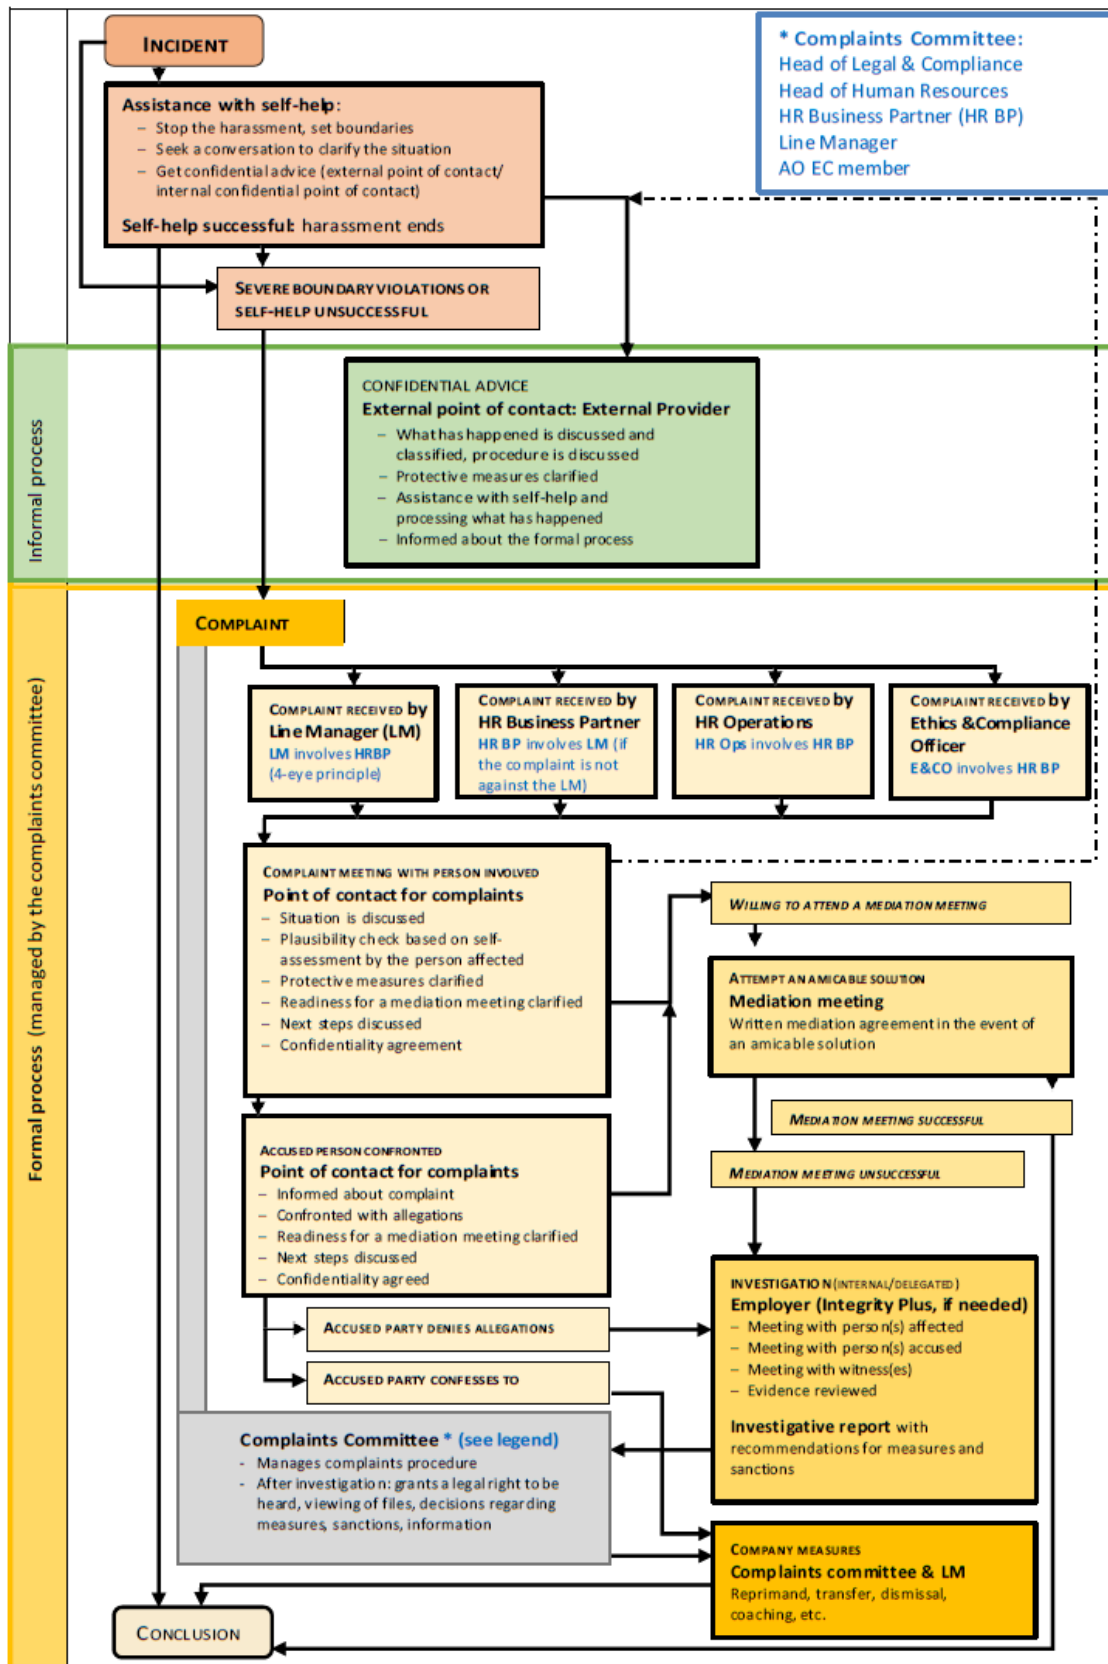 INCIDENT
* Complaints Committee:
Head of Legal & Compliance
Head of Human Resources
HR Business Partner (HR BP)
Line Manager
AO EC member
Assistance with self-help:
– Stop the harassment, set boundaries
– Seek a conversation to clarify the situation
– Get confidential advice (external point of contact/
internal confidential point of contact)
Self-help successful: harassment ends
SEVERE BOUNDARY VIOLATIONS OR
SELF-HELP UNSUCCESSFUL
Informal process
CONFIDENTIAL ADVICE
External point of contact: External Provider
– What has happened is discussed and
classified, procedure is discussed
– Protective measures clarified
– Assistance with self-help and
processing what has happened
– Informed about the formal process
Formal process (managed by the complaints committee)
COMPLAINT
COMPLAINT RECEIVED by
Line Manager (LM)
LM involves HRBP
(4-eye principle)
COMPLAINT RECEIVED by
HR Business Partner
HR BP involves LM (if
the complaint is not
against the LM)
COMPLAINT RECEIVED by
HR Operations
HR Ops involves HR BP
COMPLAINT RECEIVED by
Ethics &Compliance
Officer
E&CO involves HR BP
COMPLAINT MEETING WITH PERSON INVOLVED
Point of contact for complaints
– Situation is discussed
– Plausibility check based on self-
assessment by the person affected
– Protective measures clarified
– Readiness for a mediation meeting clarified
– Next steps discussed
– Confidentiality agreement
WILLING TO ATTEND A MEDIATION MEETING
ATTEMPT AN AMICABLE SOLUTION
Mediation meeting
Written mediation agreement in the event of
an amicable solution
MEDIATION MEETING SUCCESSFUL
MEDIATION MEETING UNSUCCESSFUL
ACCUSED PERSON CONFRONTED
Point of contact for complaints
– Informed about complaint
– Confronted with allegations
– Readiness for a mediation meeting clarified
– Next steps discussed
– Confidentiality agreed
ACCUSED PARTY DENIES ALLEGATIONS
ACCUSED PARTY CONFESSES TO
INVESTIGATION (INTERNAL/DELEGATED)
Employer (Integrity Plus, if needed)
– Meeting with person(s) affected
– Meeting with person(s) accused
– Meeting with witness(es)
– Evidence reviewed
Investigative report with
recommendations for measures and
sanctions
Complaints Committee * (see legend)
- Manages complaints procedure
- After investigation: grants a legal right to be
heard, viewing of files, decisions regarding
measures, sanctions, information
COMPANY MEASURES
Complaints committee & LM
Reprimand, transfer, dismissal,
coaching, etc.
CONCLUSION